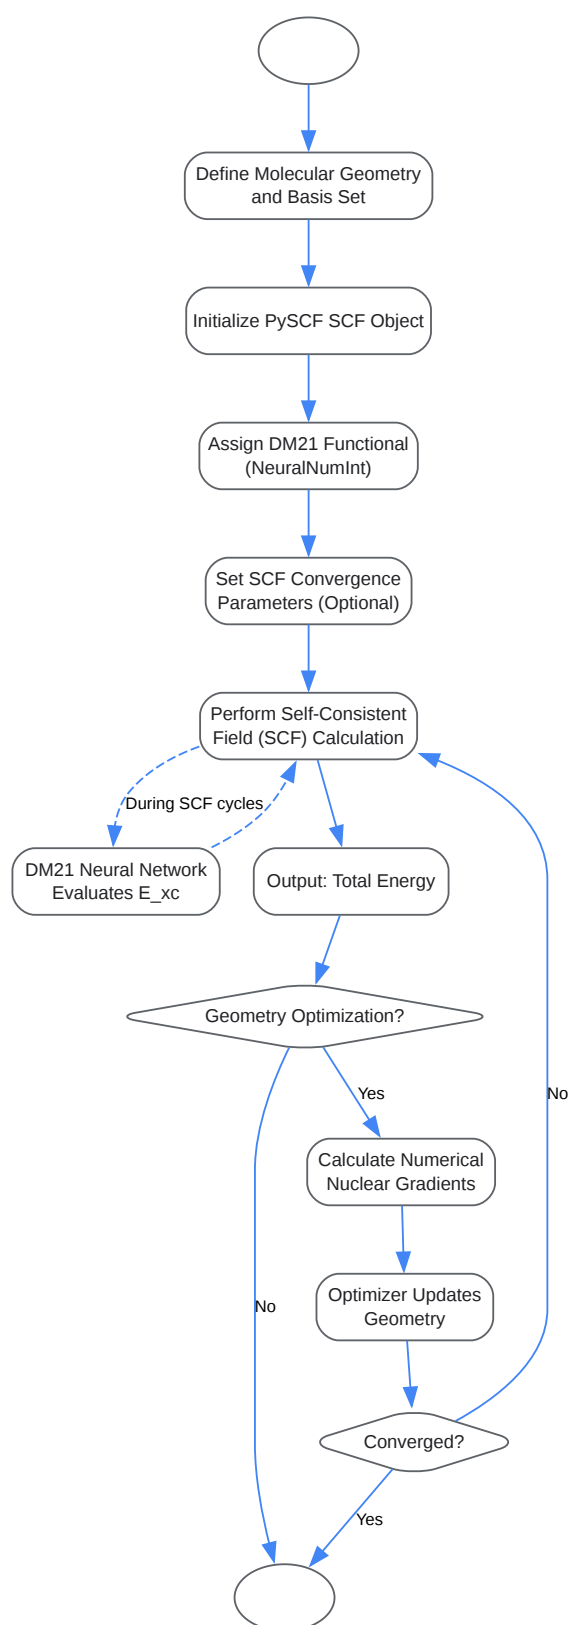 Define Molecular Geometry
and Basis Set
Initialize PySCF SCF Object
Assign DM21 Functional
(NeuralNumInt)
Set SCF Convergence
Parameters (Optional)
Perform Self-Consistent
Field (SCF) Calculation
During SCF cycles
DM21 Neural Network
Evaluates E_xc
Output: Total Energy
Geometry Optimization?
Yes
No
Calculate Numerical
Nuclear Gradients
Optimizer Updates
Geometry
No
Converged?
Yes